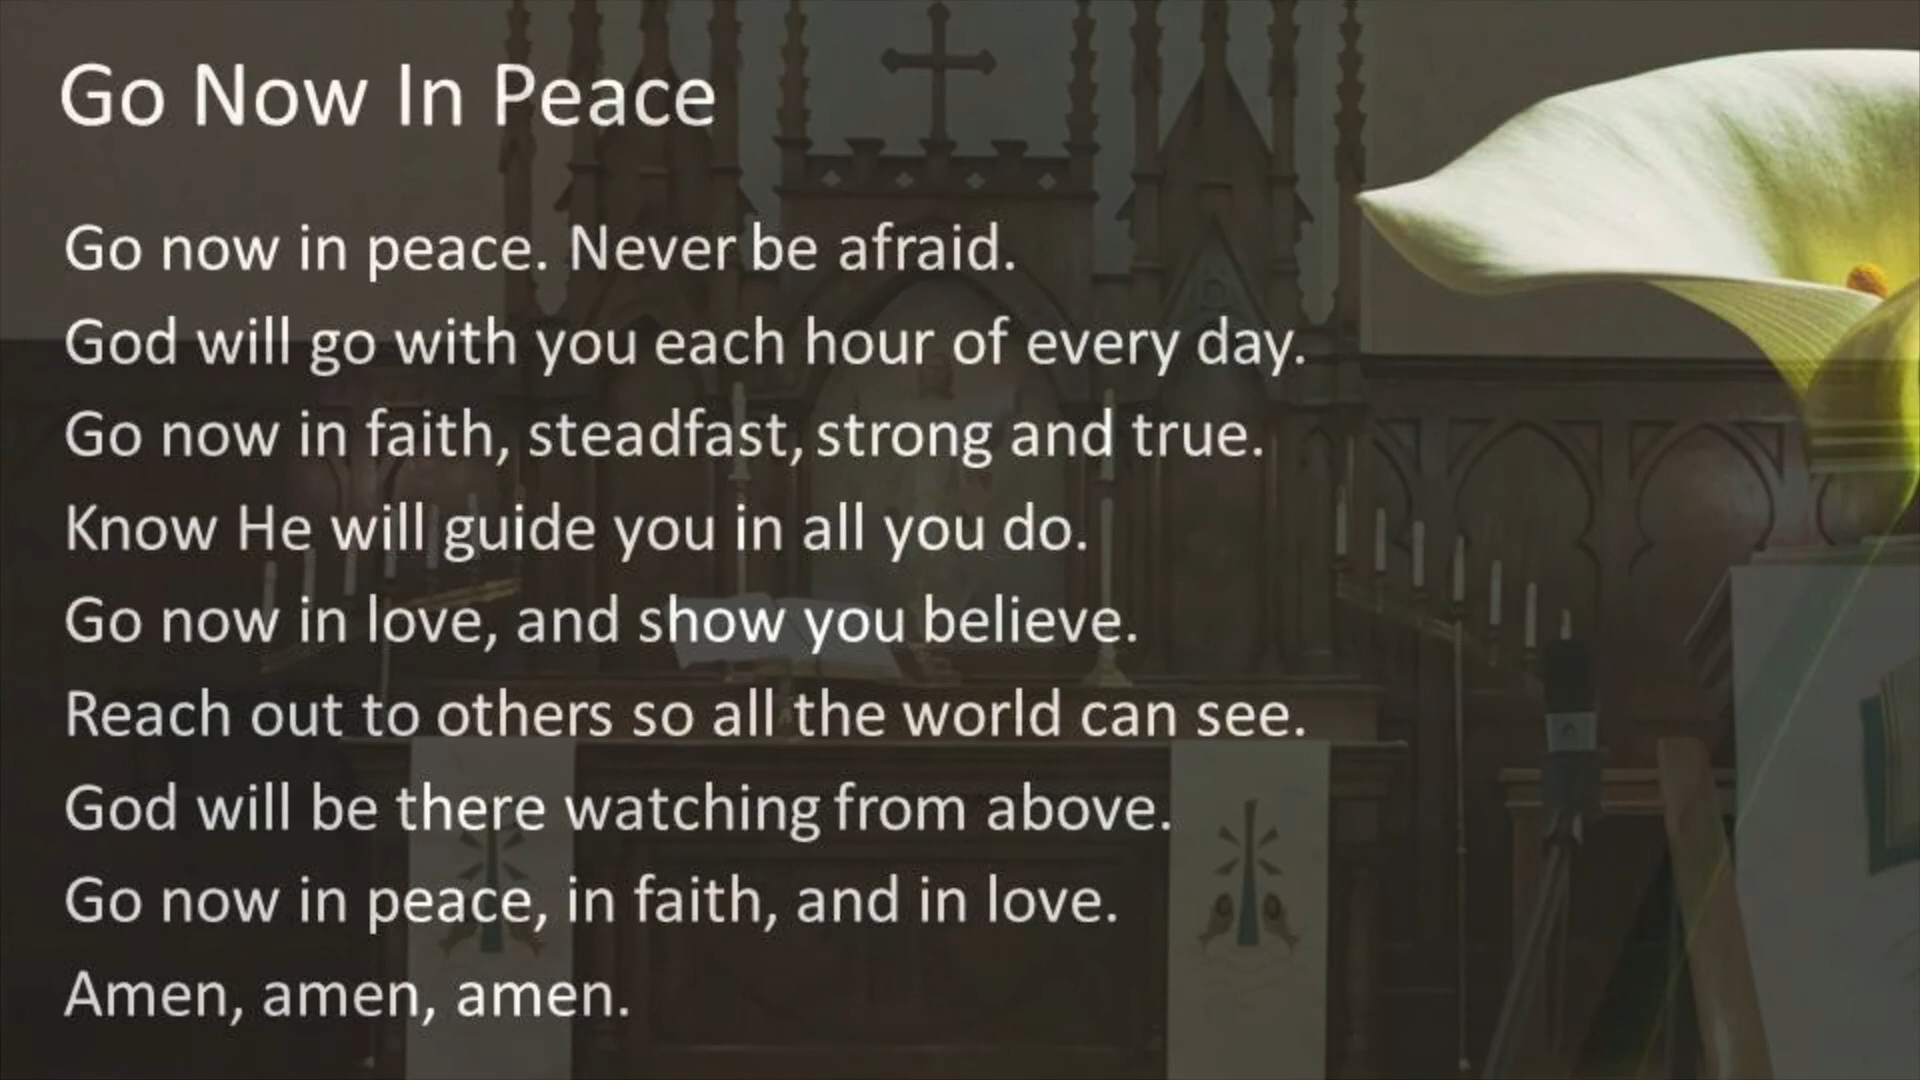 Go Now In Peace
Go now in peace. Never be afraid.
God will go with you each hour of every day.
Go now in faith, steadfast, strong and true.
Know He will guide you in all you do.
Go now in love, and show you believe.
Reach out to others so all the world can see.
God will be there watching from above.
Go now in peace, in faith, and in love.
Amen, amen, amen.